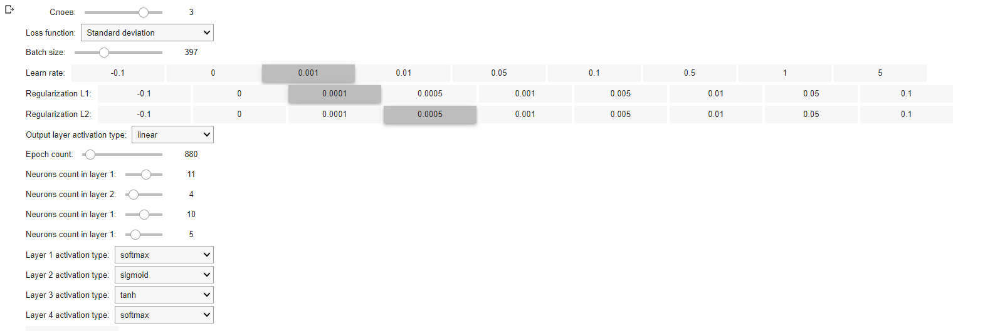 Слоев: 3
Loss function: Standard deviation
Batch size: 397
Learn rate: -0.1 0 0.001 0.01 0.05 0.1 0.5 1 5
Regularization L1: -0.1 0 0.0001 0.0005 0.001 0.005 0.01 0.05 0.1
Regularization L2: -0.1 0 0.0001 0.0005 0.001 0.005 0.01 0.05 0.1
Output layer activation type: linear
Epoch count: 880
Neurons count in layer 1: 11
Neurons count in layer 2: 4
Neurons count in layer 1: 10
Neurons count in layer 1: 5
Layer 1 activation type: softmax
Layer 2 activation type: sigmoid
Layer 3 activation type: tanh
Layer 4 activation type: softmax